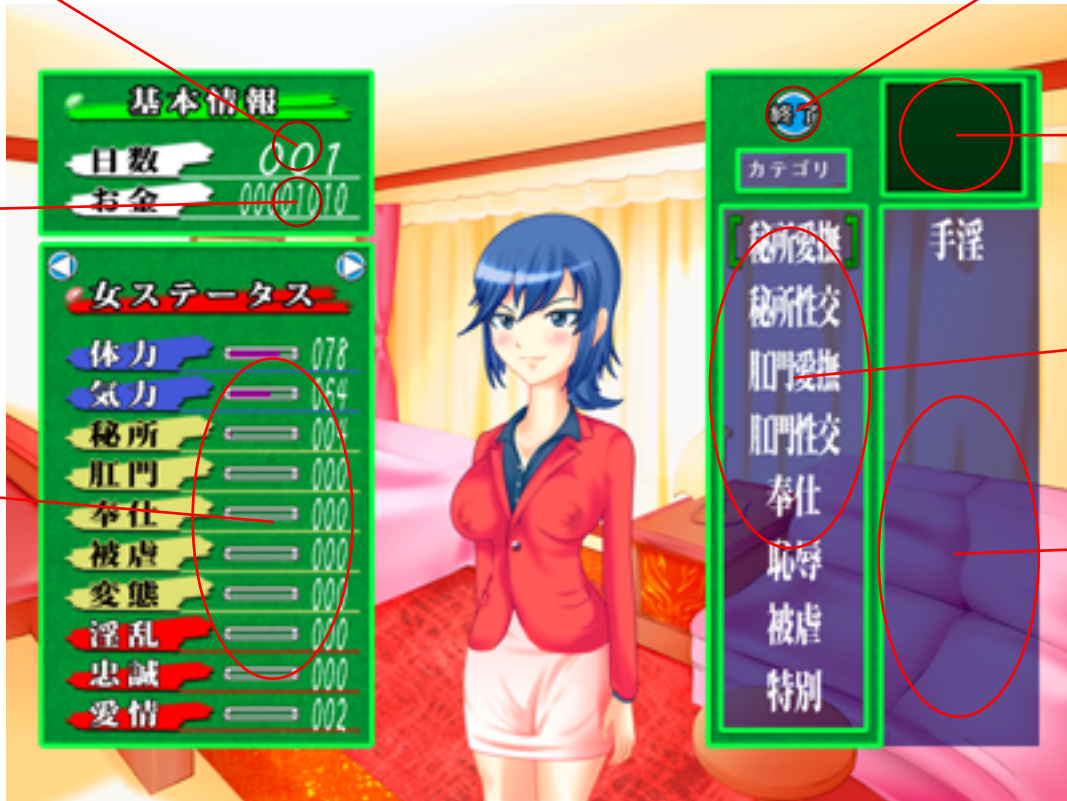 基本情報
日数 001
お金 00001010
女ステータス
体力 078
気力 064
秘所 001
肛門 000
奉仕 000
被虐 000
変態 000
淫乱 000
忠誠 000
愛情 002
終了
カテゴリ
秘所愛撫
秘所性交
肛門愛撫
肛門性交
奉仕
恥辱
被虐
特別
手淫